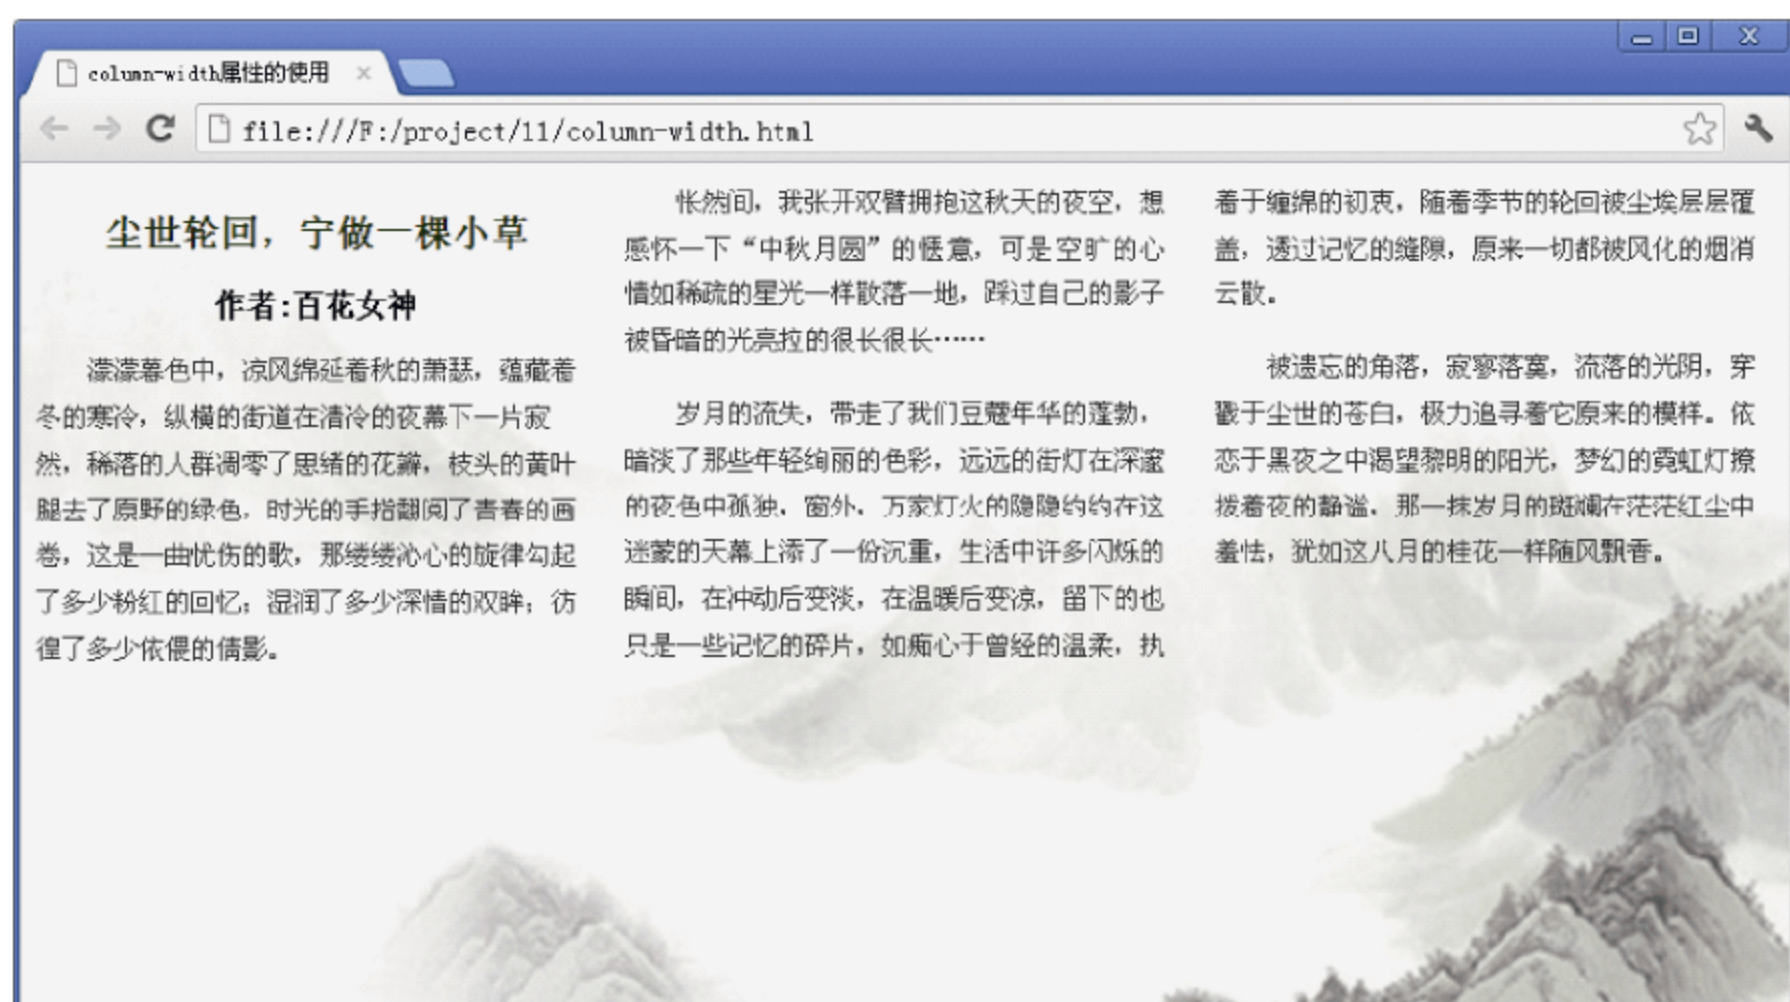 column-width属性的使用
file:///F:/project/11/column-width.html
尘世轮回，宁做一棵小草
作者:百花女神
濛濛暮色中，凉风绵延着秋的萧瑟，蕴藏着
冬的寒冷，纵横的街道在清冷的夜幕下一片寂
然，稀落的人群凋零了思绪的花瓣，枝头的黄叶
腿去了原野的绿色，时光的手指翻阅了青春的画
卷，这是一曲忧伤的歌，那缕缕沁心的旋律勾起
了多少粉红的回忆；湿润了多少深情的双眸；彷
徨了多少依偎的倩影。
怅然间，我张开双臂拥抱这秋天的夜空，想
感怀一下“中秋月圆”的惬意，可是空旷的心
情如稀疏的星光一样散落一地，踩过自己的影子
被昏暗的光亮拉的很长很长……
岁月的流失，带走了我们豆蔻年华的蓬勃，
暗淡了那些年轻绚丽的色彩，远远的街灯在深邃
的夜色中孤独，窗外，万家灯火的隐隐约约在这
迷蒙的天幕上添了一份沉重，生活中许多闪烁的
瞬间，在冲动后变淡，在温暖后变凉，留下的也
只是一些记忆的碎片，如痴心于曾经的温柔，执
着于缠绵的初衷，随着季节的轮回被尘埃层层覆
盖，透过记忆的缝隙，原来一切都被风化的烟消
云散。
被遗忘的角落，寂寥落寞，流落的光阴，穿
戳于尘世的苍白，极力追寻着它原来的模样。依
恋于黑夜之中渴望黎明的阳光，梦幻的霓虹灯撩
拨着夜的静谧，那一抹岁月的斑斓在茫茫红尘中
羞怯，犹如这八月的桂花一样随风飘香。